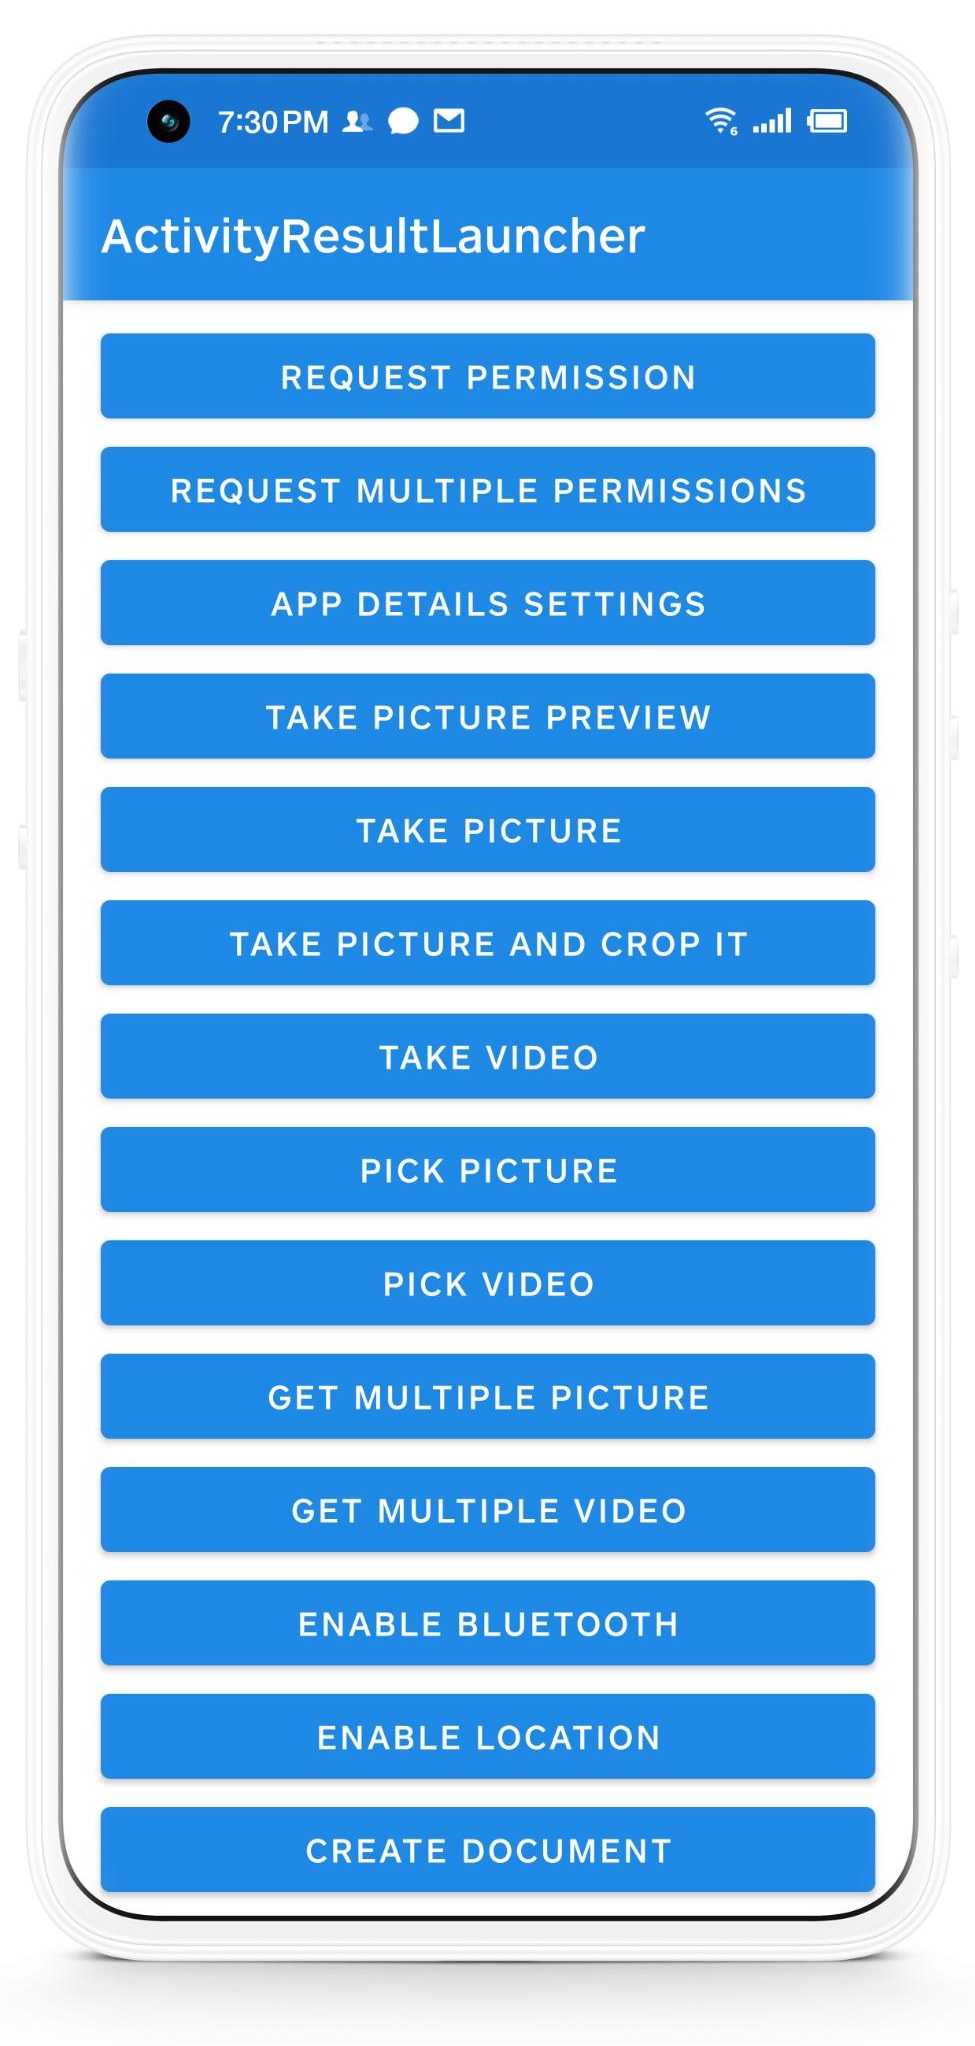 7:30 PM
6
ActivityResultLauncher
REQUEST PERMISSION
REQUEST MULTIPLE PERMISSIONS
APP DETAILS SETTINGS
TAKE PICTURE PREVIEW
TAKE PICTURE
TAKE PICTURE AND CROP IT
TAKE VIDEO
PICK PICTURE
PICK VIDEO
GET MULTIPLE PICTURE
GET MULTIPLE VIDEO
ENABLE BLUETOOTH
ENABLE LOCATION
CREATE DOCUMENT